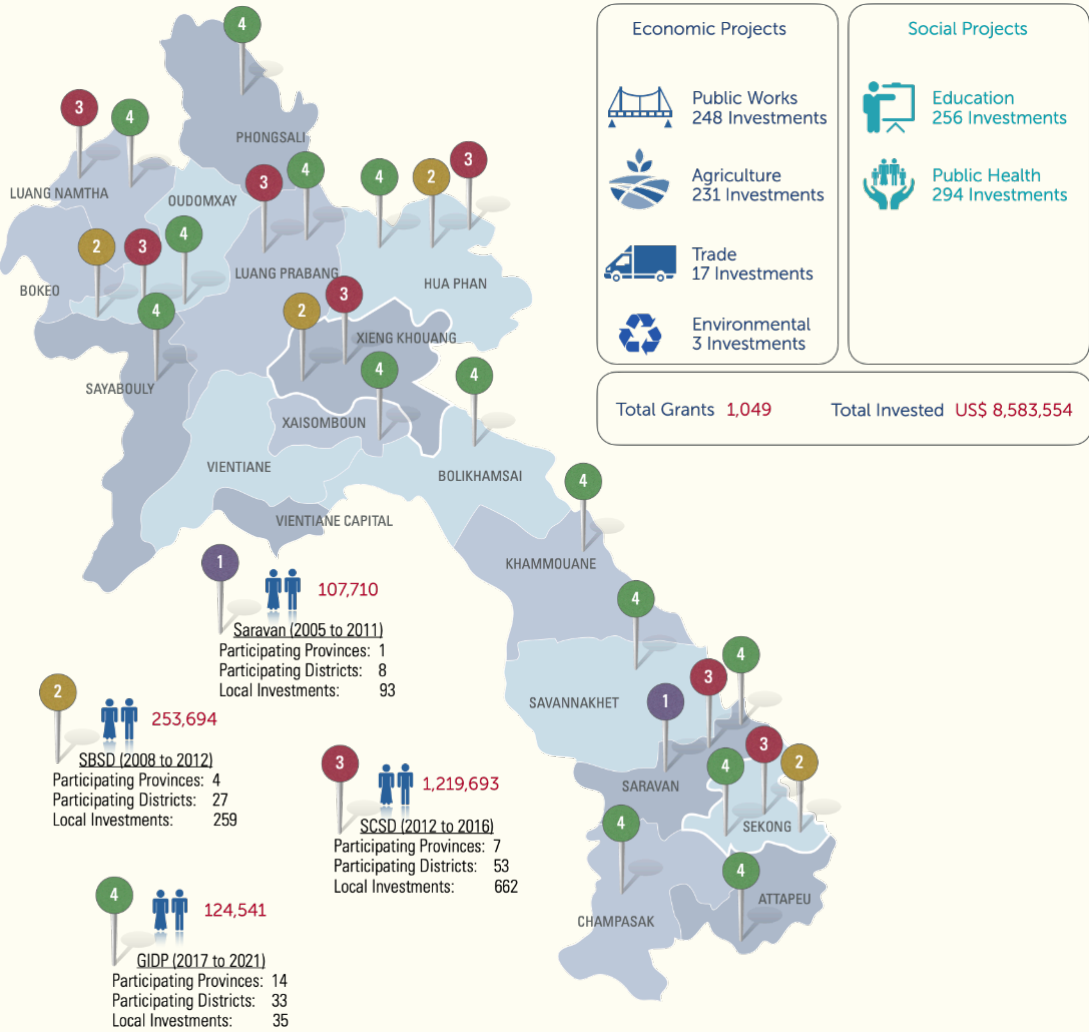 Economic Projects
Public Works
248 Investments
Agriculture
231 Investments
Trade
17 Investments
Environmental
3 Investments
Social Projects
Education
256 Investments
Public Health
294 Investments
Total Grants 1,049
Total Invested US$ 8,583,554
4
PHONGSALI
3
4
LUANG NAMTHA
OUDOMXAY
3
4
4
2
3
2
3
4
BOKEO
LUANG PRABANG
HUA PHAN
4
2
3
XIENG KHOUANG
SAYABOULY
4
4
XAISOMBOUN
VIENTIANE
BOLIKHAMSAI
VIENTIANE CAPITAL
4
KHAMMOUANE
4
SAVANNAKHET
1
3
4
SARAVAN
4
3
2
SEKONG
4
CHAMPASAK
4
ATTAPEU
1
107,710
Saravan (2005 to 2011)
Participating Provinces: 1
Participating Districts: 8
Local Investments: 93
2
253,694
SBSD (2008 to 2012)
Participating Provinces: 4
Participating Districts: 27
Local Investments: 259
3
1,219,693
SCSD (2012 to 2016)
Participating Provinces: 7
Participating Districts: 53
Local Investments: 662
4
124,541
GIDP (2017 to 2021)
Participating Provinces: 14
Participating Districts: 33
Local Investments: 35